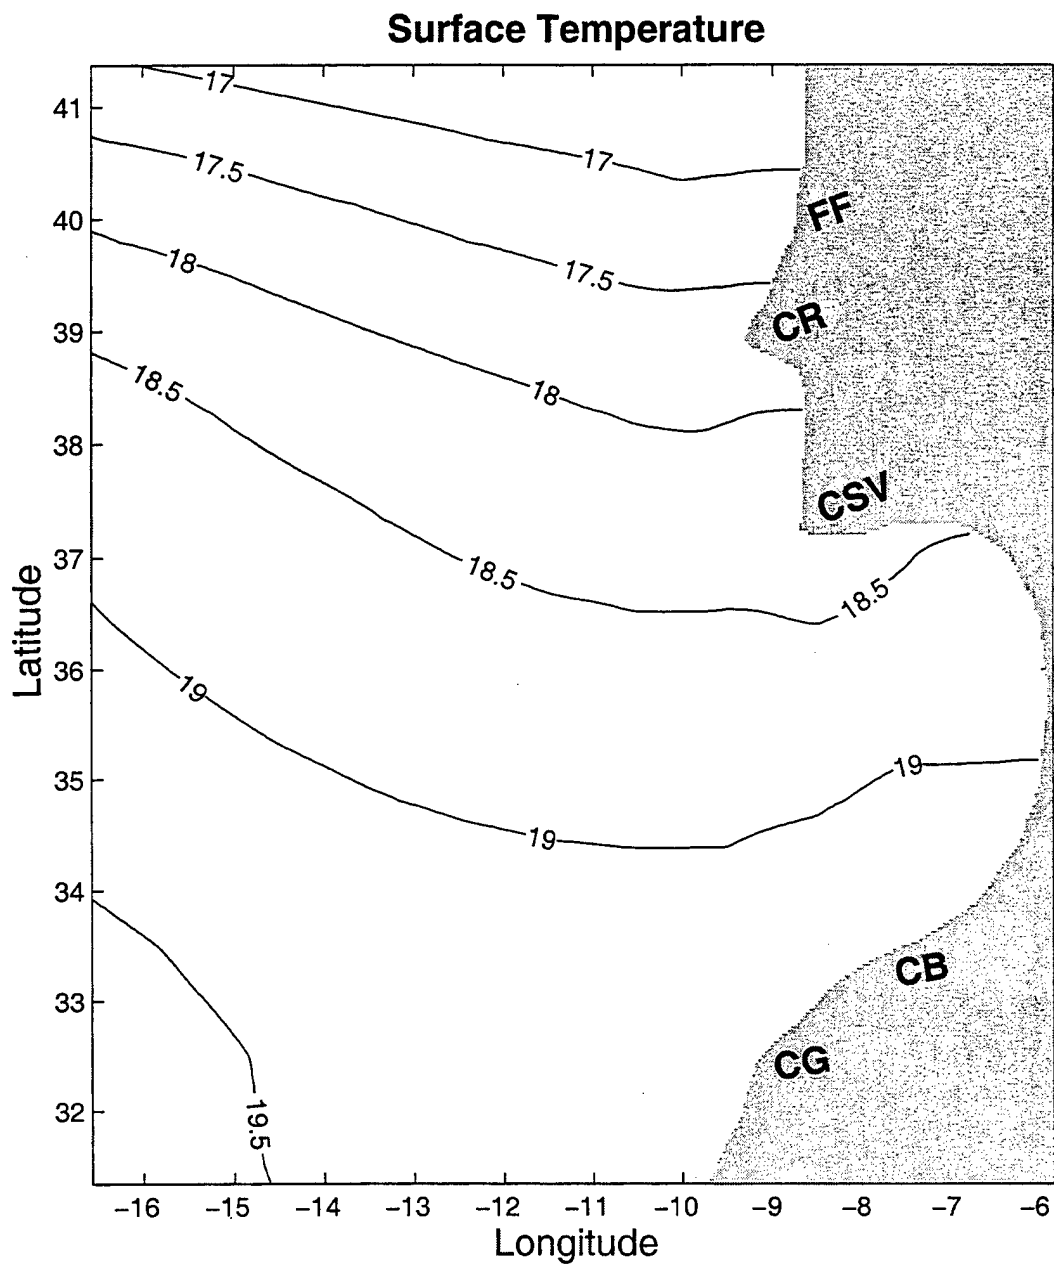 Surface Temperature
17
41
17
17.5
FF
40
18
17.5
CR
39
18.5
18
38
CSV
37
18.5
18.5
Latitude
36
19
35
19
19
34
CB
33
CG
32
19.5
−16 −15 −14 −13 −12 −11 −10 −9 −8 −7 −6
Longitude